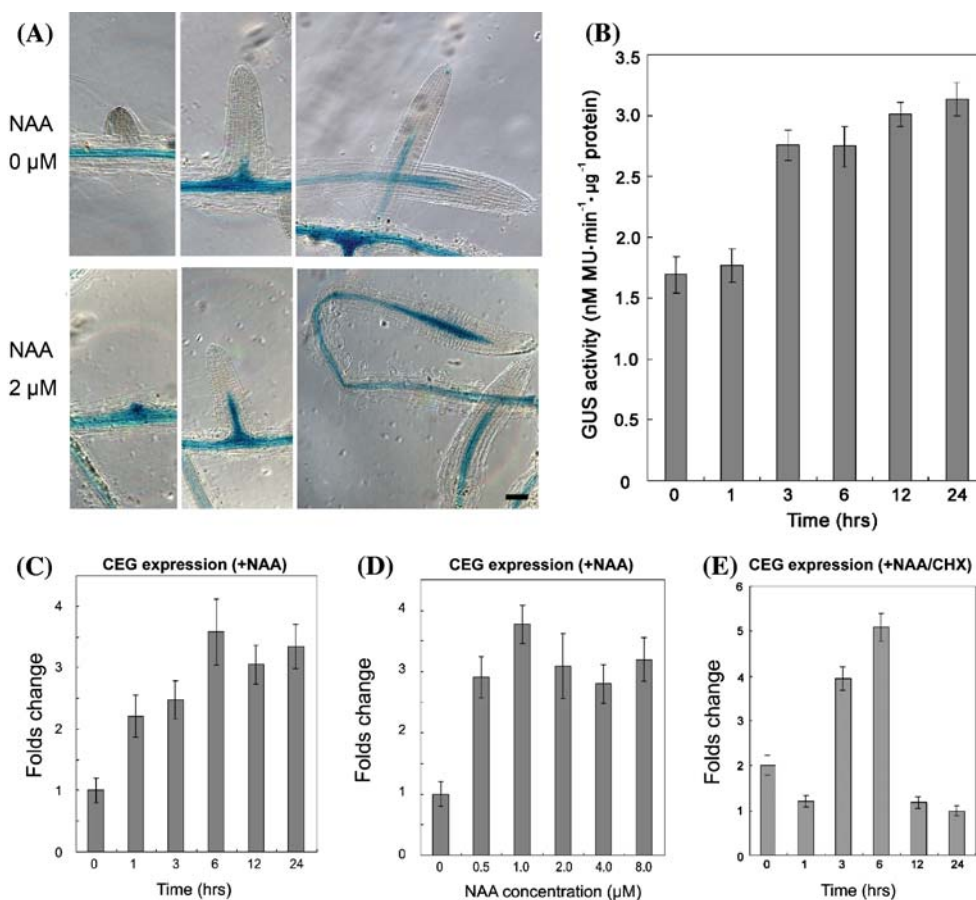 (A)
NAA
0 µM
NAA
2 µM
(B)
GUS activity (nM MU·min⁻¹·µg⁻¹ protein)
3.5
3.0
2.5
2.0
1.5
1.0
0.5
0
0 1 3 6 12 24
Time (hrs)
(C)
CEG expression (+NAA)
Folds change
4
3
2
1
0
0 1 3 6 12 24
Time (hrs)
(D)
CEG expression (+NAA)
Folds change
4
3
2
1
0
0 0.5 1.0 2.0 4.0 8.0
NAA concentration (µM)
(E)
CEG expression (+NAA/CHX)
Folds change
6
5
4
3
2
1
0
0 1 3 6 12 24
Time (hrs)